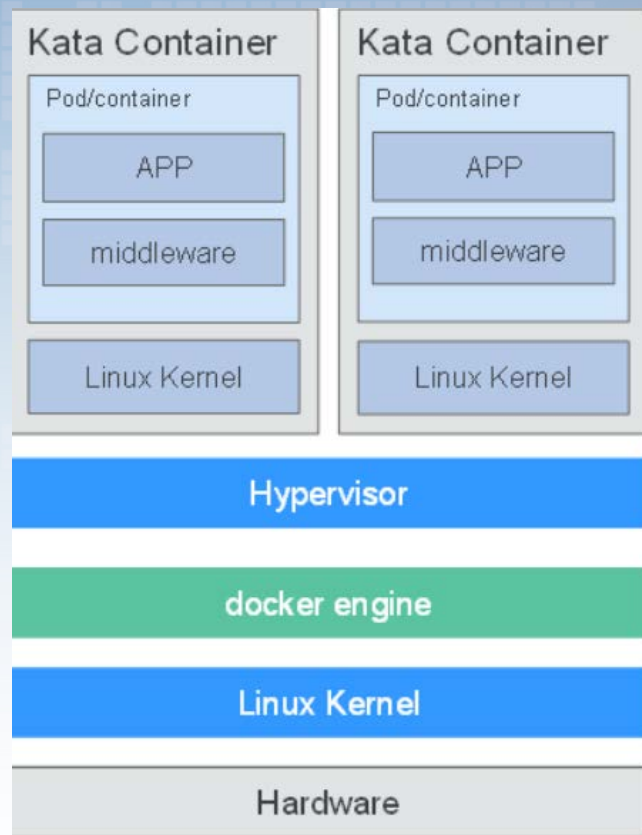 Kata Container
Pod/container
APP
middleware
Linux Kernel
Kata Container
Pod/container
APP
middleware
Linux Kernel
Hypervisor
docker engine
Linux Kernel
Hardware